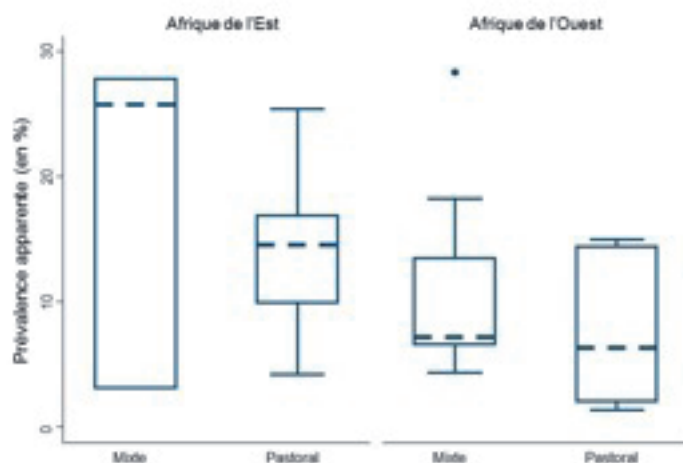 Afrique de l'Est
Afrique de l'Ouest
Prévalence apparente (en %)
30
20
10
0
Mixte
Pastoral
Mixte
Pastoral